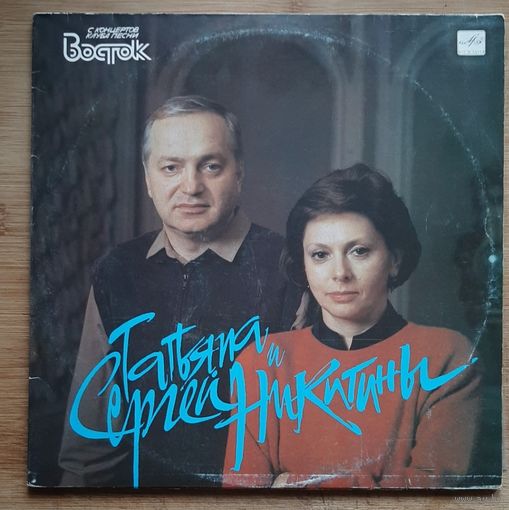 С КОНЦЕРТОВ
КЛУБА ПЕСНИ
Восток
Татьяна и
Сергей Никитины